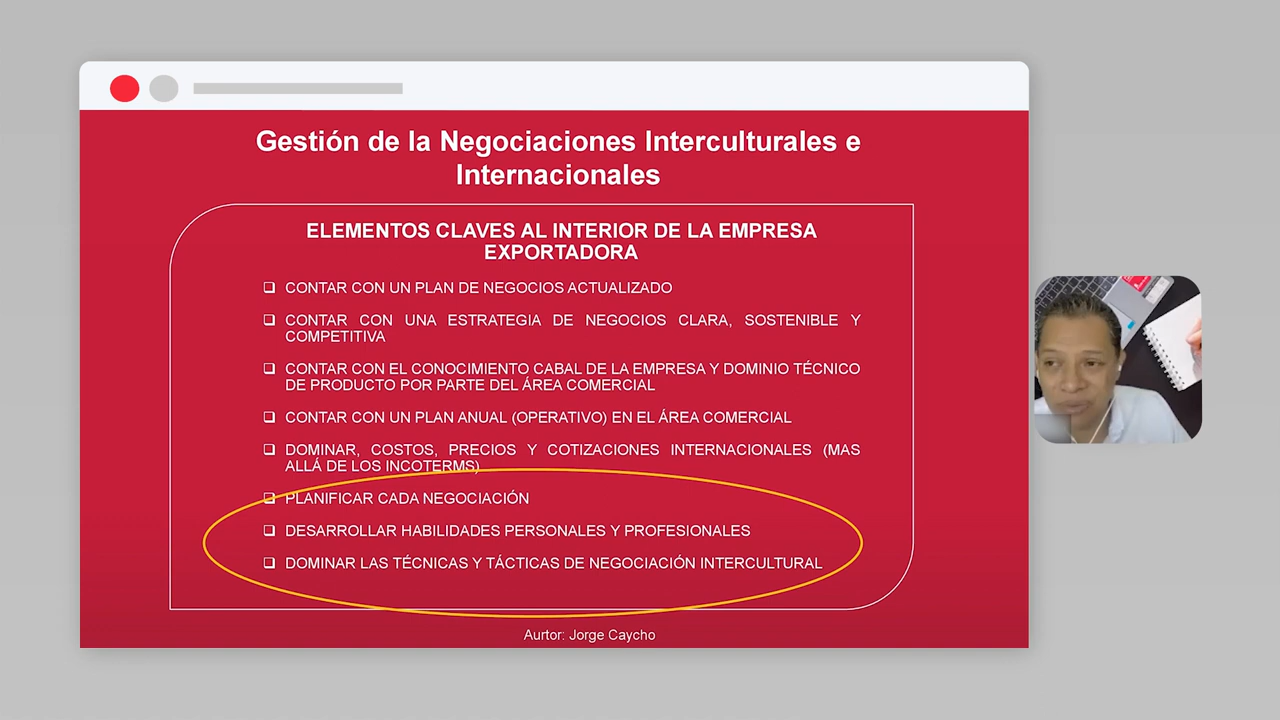 Gestión de la Negociaciones Interculturales e
Internacionales
ELEMENTOS CLAVES AL INTERIOR DE LA EMPRESA
EXPORTADORA
❑ CONTAR CON UN PLAN DE NEGOCIOS ACTUALIZADO
❑ CONTAR CON UNA ESTRATEGIA DE NEGOCIOS CLARA, SOSTENIBLE Y
COMPETITIVA
❑ CONTAR CON EL CONOCIMIENTO CABAL DE LA EMPRESA Y DOMINIO TÉCNICO
DE PRODUCTO POR PARTE DEL ÁREA COMERCIAL
❑ CONTAR CON UN PLAN ANUAL (OPERATIVO) EN EL ÁREA COMERCIAL
❑ DOMINAR, COSTOS, PRECIOS Y COTIZACIONES INTERNACIONALES (MAS
ALLÁ DE LOS INCOTERMS)
❑ PLANIFICAR CADA NEGOCIACIÓN
❑ DESARROLLAR HABILIDADES PERSONALES Y PROFESIONALES
❑ DOMINAR LAS TÉCNICAS Y TÁCTICAS DE NEGOCIACIÓN INTERCULTURAL
Aurtor: Jorge Caycho